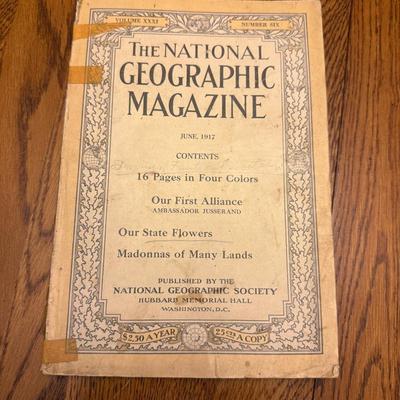 VOLUME XXXI
NUMBER SIX
THE NATIONAL
GEOGRAPHIC
MAGAZINE
JUNE, 1917
CONTENTS
16 Pages in Four Colors
Our First Alliance
AMBASSADOR JUSSERAND
Our State Flowers
Madonnas of Many Lands
PUBLISHED BY THE
NATIONAL GEOGRAPHIC SOCIETY
HUBBARD MEMORIAL HALL
WASHINGTON, D.C.
$2.50 A YEAR
25 CTS A COPY